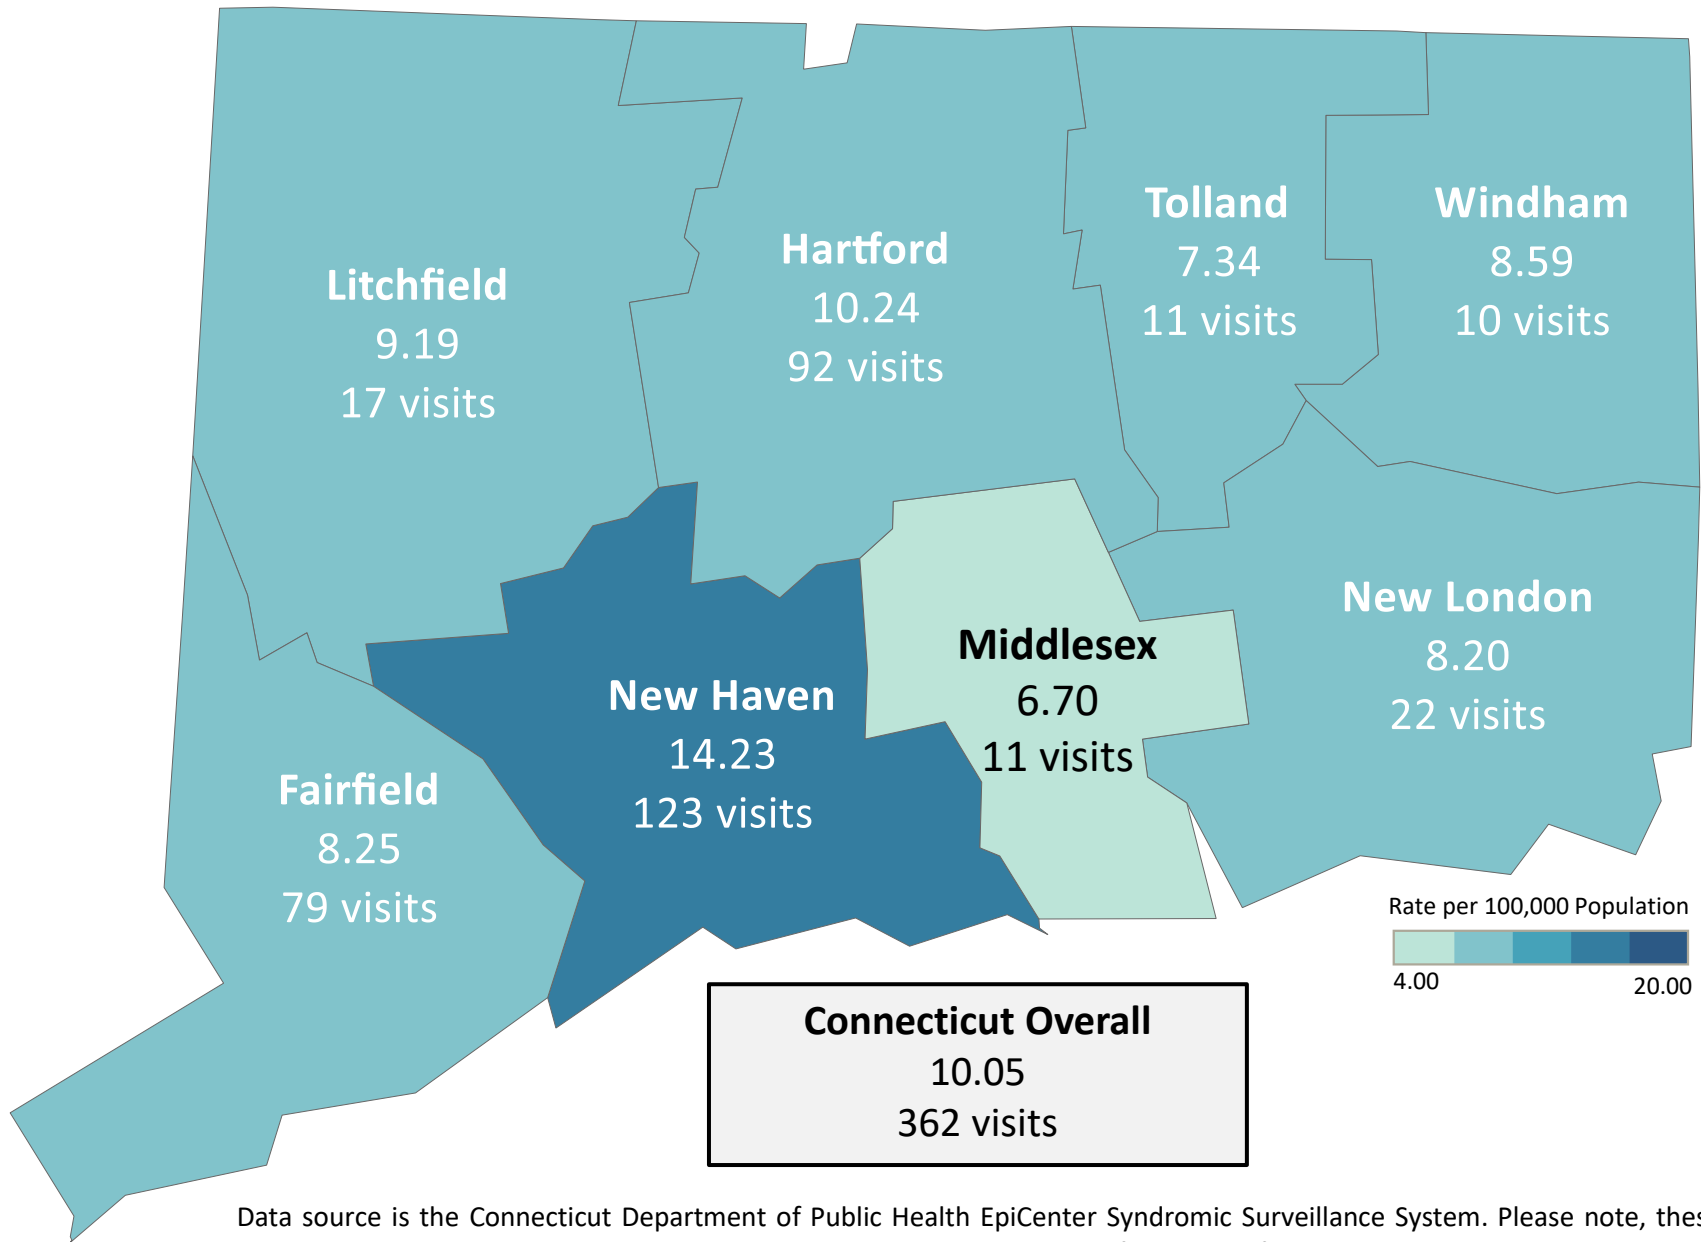 Tolland
7.34
11 visits
Windham
8.59
10 visits
Hartford
10.24
92 visits
Litchfield
9.19
17 visits
New London
8.20
22 visits
Middlesex
6.70
11 visits
New Haven
14.23
123 visits
Fairfield
8.25
79 visits
Rate per 100,000 Population
4.00
20.00
Connecticut Overall
10.05
362 visits
Data source is the Connecticut Department of Public Health EpiCenter Syndromic Surveillance System. Please note, thes